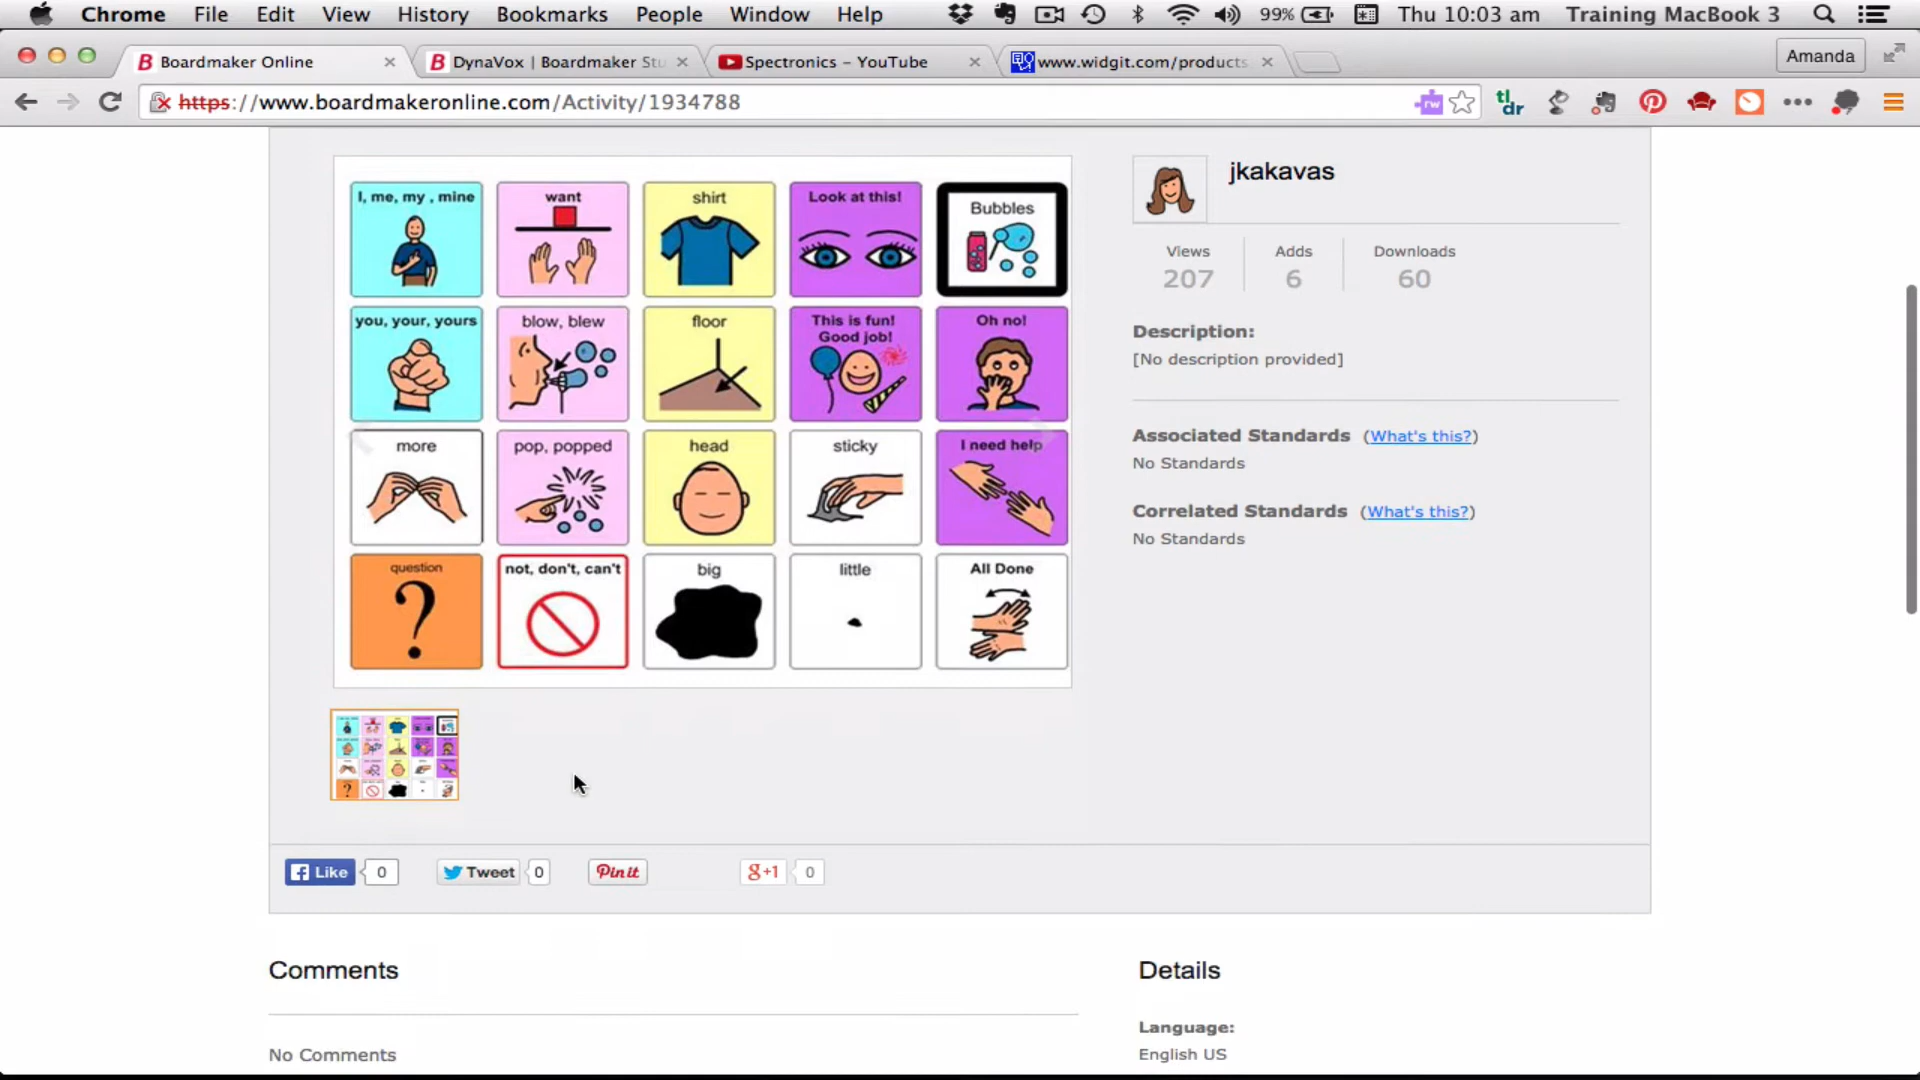 Chrome File Edit View History Bookmarks People Window Help 99% Thu 10:03 am Training MacBook 3
Boardmaker Online DynaVox | Boardmaker Stu Spectronics - YouTube www.widgit.com/products Amanda
https://www.boardmakeronline.com/Activity/1934788 rw tl;dr
I, me, my , mine want shirt Look at this! Bubbles
you, your, yours blow, blew floor This is fun! Good job! Oh no!
more pop, popped head sticky I need help
question ? not, don't, can't big little All Done
jkakavas
Views Adds Downloads
207 6 60
Description:
[No description provided]
Associated Standards (What's this?)
No Standards
Correlated Standards (What's this?)
No Standards
Like 0 Tweet 0 Pin it g+1 0
Comments
No Comments
Details
Language:
English US